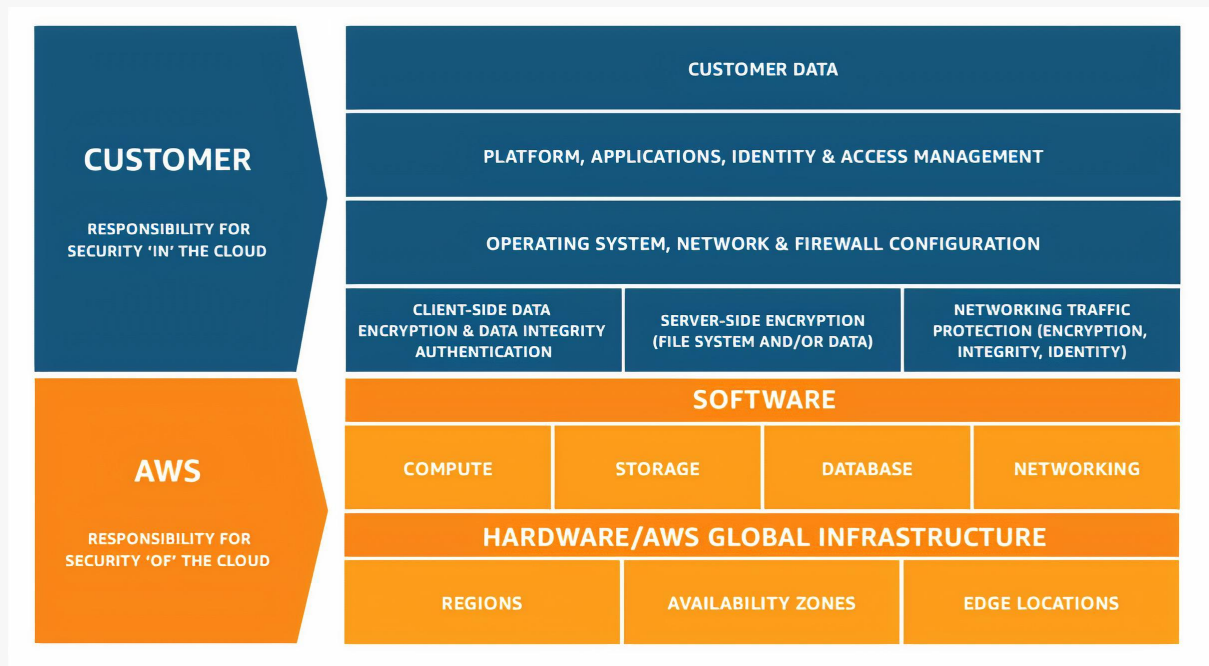 CUSTOMER
RESPONSIBILITY FOR
SECURITY ‘IN’ THE CLOUD
CUSTOMER DATA
PLATFORM, APPLICATIONS, IDENTITY & ACCESS MANAGEMENT
OPERATING SYSTEM, NETWORK & FIREWALL CONFIGURATION
CLIENT-SIDE DATA
ENCRYPTION & DATA INTEGRITY
AUTHENTICATION
SERVER-SIDE ENCRYPTION
(FILE SYSTEM AND/OR DATA)
NETWORKING TRAFFIC
PROTECTION (ENCRYPTION,
INTEGRITY, IDENTITY)
AWS
RESPONSIBILITY FOR
SECURITY ‘OF’ THE CLOUD
SOFTWARE
COMPUTE
STORAGE
DATABASE
NETWORKING
HARDWARE/AWS GLOBAL INFRASTRUCTURE
REGIONS
AVAILABILITY ZONES
EDGE LOCATIONS